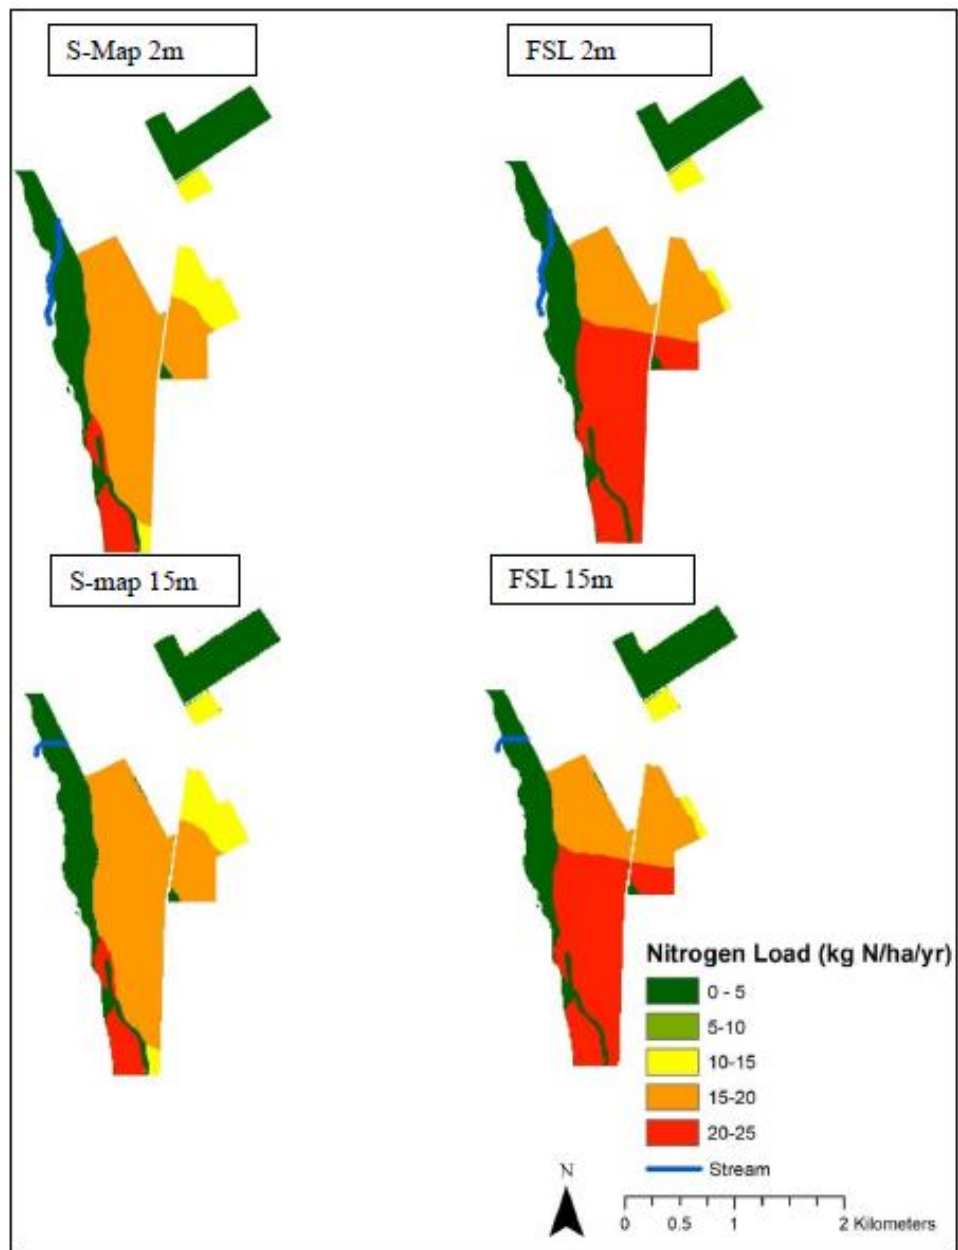 S-Map 2m
FSL 2m
S-map 15m
FSL 15m
Nitrogen Load (kg N/ha/yr)
0 - 5
5-10
10-15
15-20
20-25
Stream
N
0 0.5 1 2 Kilometers